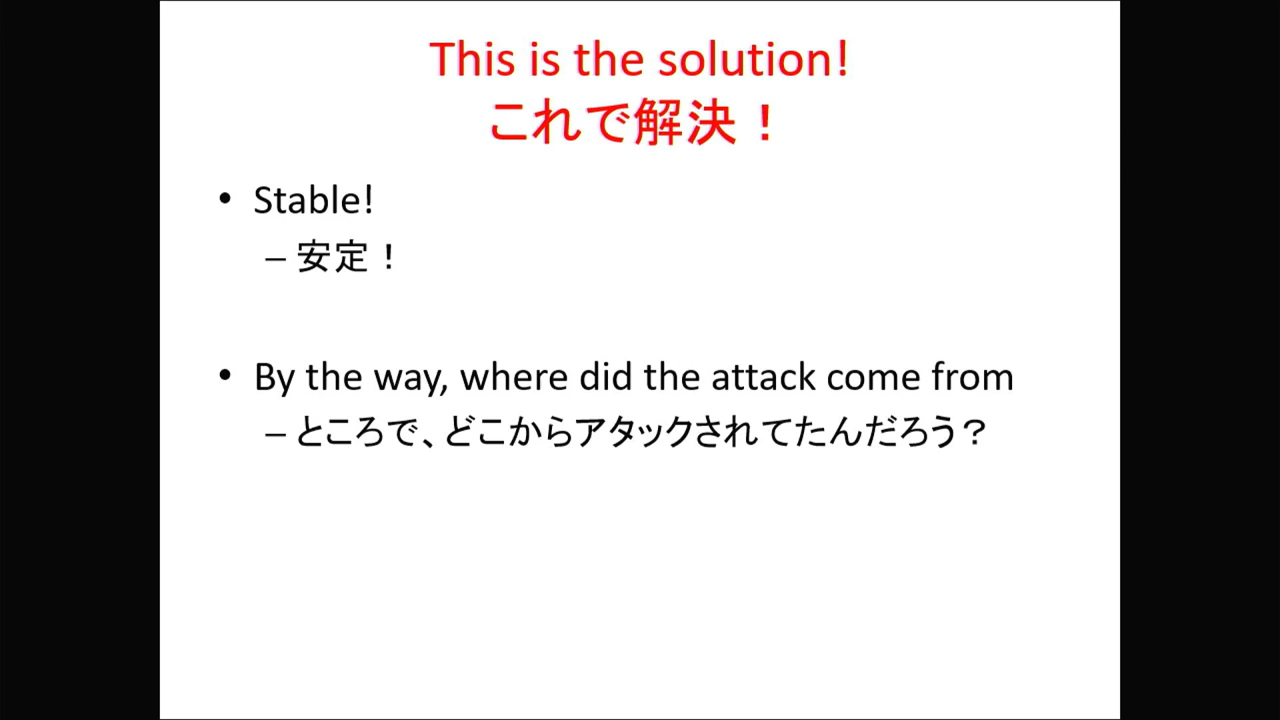 This is the solution!
これで解決！
• Stable!
– 安定！
• By the way, where did the attack come from
– ところで、どこからアタックされてたんだろう？